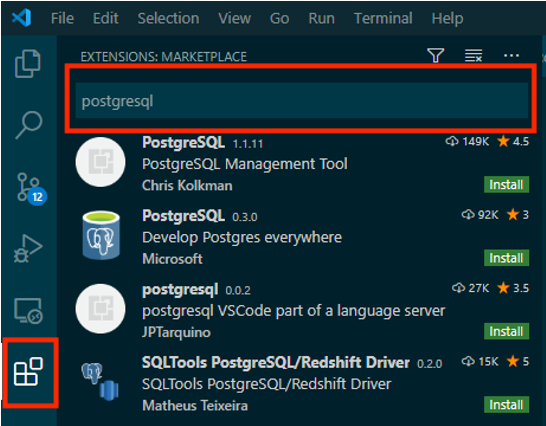 File Edit Selection View Go Run Terminal Help
EXTENSIONS: MARKETPLACE
postgresql
PostgreSQL 1.1.11 149K 4.5
PostgreSQL Management Tool
Chris Kolkman Install
PostgreSQL 0.3.0 92K 3
Develop Postgres everywhere
Microsoft Install
12
postgresql 0.0.2 27K 3.5
postgresql VSCode part of a language server
JPTarquino Install
SQLTools PostgreSQL/Redshift Driver 0.2.0 15K 5
SQLTools PostgreSQL/Redshift Driver
Matheus Teixeira Install